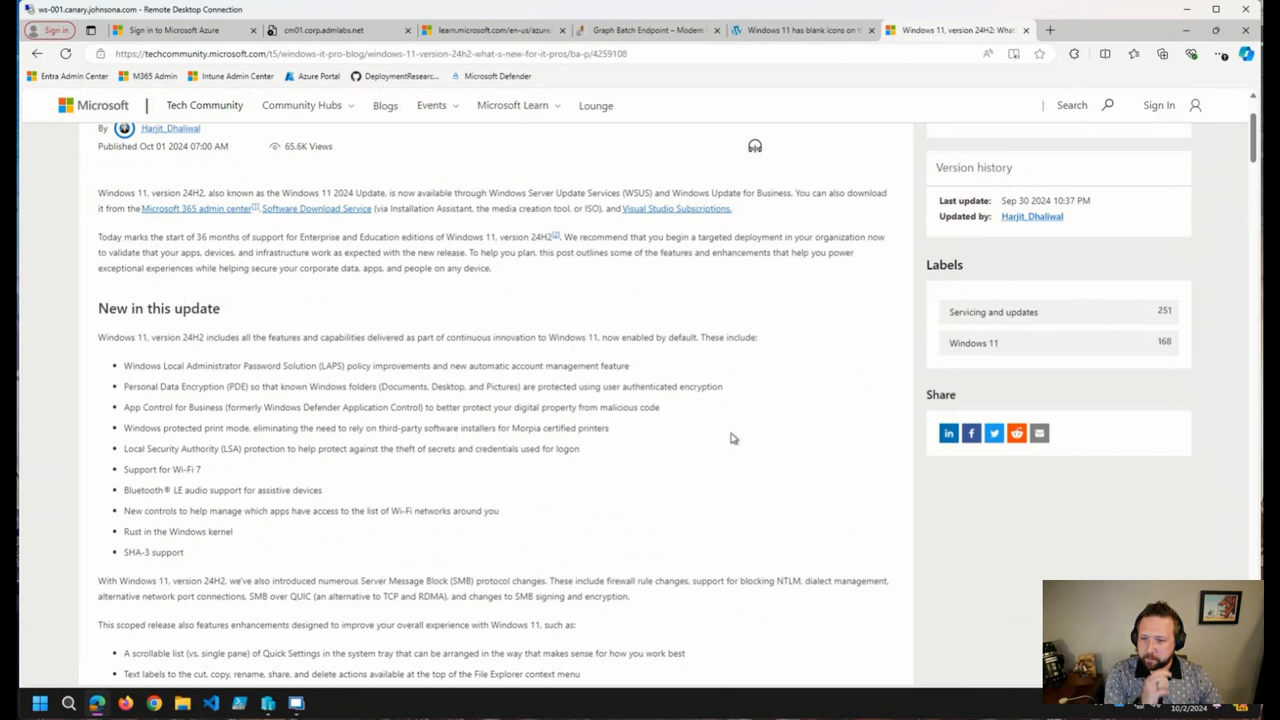 ws-001.canary.johnsona.com - Remote Desktop Connection
Sign in
Sign in to Microsoft Azure
cm01.corp.admlabs.net
learn.microsoft.com/en-us/azure
Graph Batch Endpoint – Modern
Windows 11 has blank icons on t
Windows 11, version 24H2: What
https://techcommunity.microsoft.com/t5/windows-it-pro-blog/windows-11-version-24h2-what-s-new-for-it-pros/ba-p/4259108
Entra Admin Center
M365 Admin
Intune Admin Center
Azure Portal
DeploymentResearc...
Microsoft Defender
Microsoft
Tech Community
Community Hubs
Blogs
Events
Microsoft Learn
Lounge
Search
Sign In
By Harjit_Dhaliwal
Published Oct 01 2024 07:00 AM
65.6K Views
Windows 11, version 24H2, also known as the Windows 11 2024 Update, is now available through Windows Server Update Services (WSUS) and Windows Update for Business. You can also download
it from the Microsoft 365 admin center[1], Software Download Service (via Installation Assistant, the media creation tool, or ISO), and Visual Studio Subscriptions.
Today marks the start of 36 months of support for Enterprise and Education editions of Windows 11, version 24H2[2]. We recommend that you begin a targeted deployment in your organization now
to validate that your apps, devices, and infrastructure work as expected with the new release. To help you plan, this post outlines some of the features and enhancements that help you power
exceptional experiences while helping secure your corporate data, apps, and people on any device.
New in this update
Windows 11, version 24H2 includes all the features and capabilities delivered as part of continuous innovation to Windows 11, now enabled by default. These include:
• Windows Local Administrator Password Solution (LAPS) policy improvements and new automatic account management feature
• Personal Data Encryption (PDE) so that known Windows folders (Documents, Desktop, and Pictures) are protected using user authenticated encryption
• App Control for Business (formerly Windows Defender Application Control) to better protect your digital property from malicious code
• Windows protected print mode, eliminating the need to rely on third-party software installers for Morpia certified printers
• Local Security Authority (LSA) protection to help protect against the theft of secrets and credentials used for logon
• Support for Wi-Fi 7
• Bluetooth® LE audio support for assistive devices
• New controls to help manage which apps have access to the list of Wi-Fi networks around you
• Rust in the Windows kernel
• SHA-3 support
With Windows 11, version 24H2, we've also introduced numerous Server Message Block (SMB) protocol changes. These include firewall rule changes, support for blocking NTLM, dialect management,
alternative network port connections, SMB over QUIC (an alternative to TCP and RDMA), and changes to SMB signing and encryption.
This scoped release also features enhancements designed to improve your overall experience with Windows 11, such as:
• A scrollable list (vs. single pane) of Quick Settings in the system tray that can be arranged in the way that makes sense for how you work best
• Text labels to the cut, copy, rename, share, and delete actions available at the top of the File Explorer context menu
Version history
Last update: Sep 30 2024 10:37 PM
Updated by: Harjit_Dhaliwal
Labels
Servicing and updates 251
Windows 11 168
Share
10/2/2024